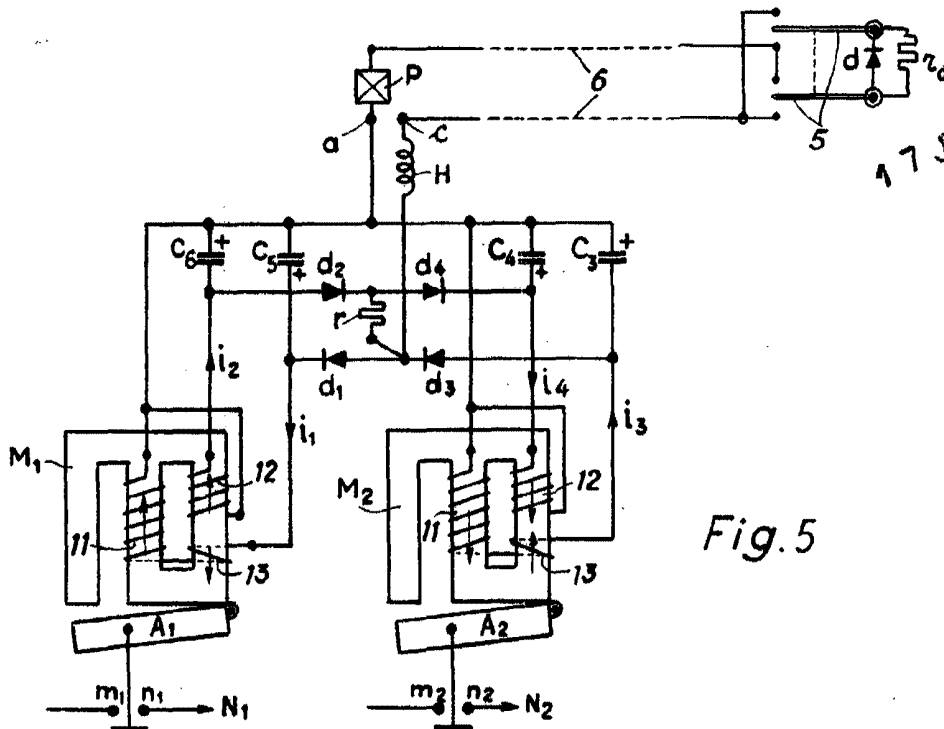 P
6
d
r
5
a
c
H
C6 +
C5 +
C4 +
C3 +
d2
d4
r
d1
d3
i2
i1
i4
i3
M1
12
11
13
A1
m1 n1 N1
M2
12
11
13
A2
m2 n2 N2
Fig. 5